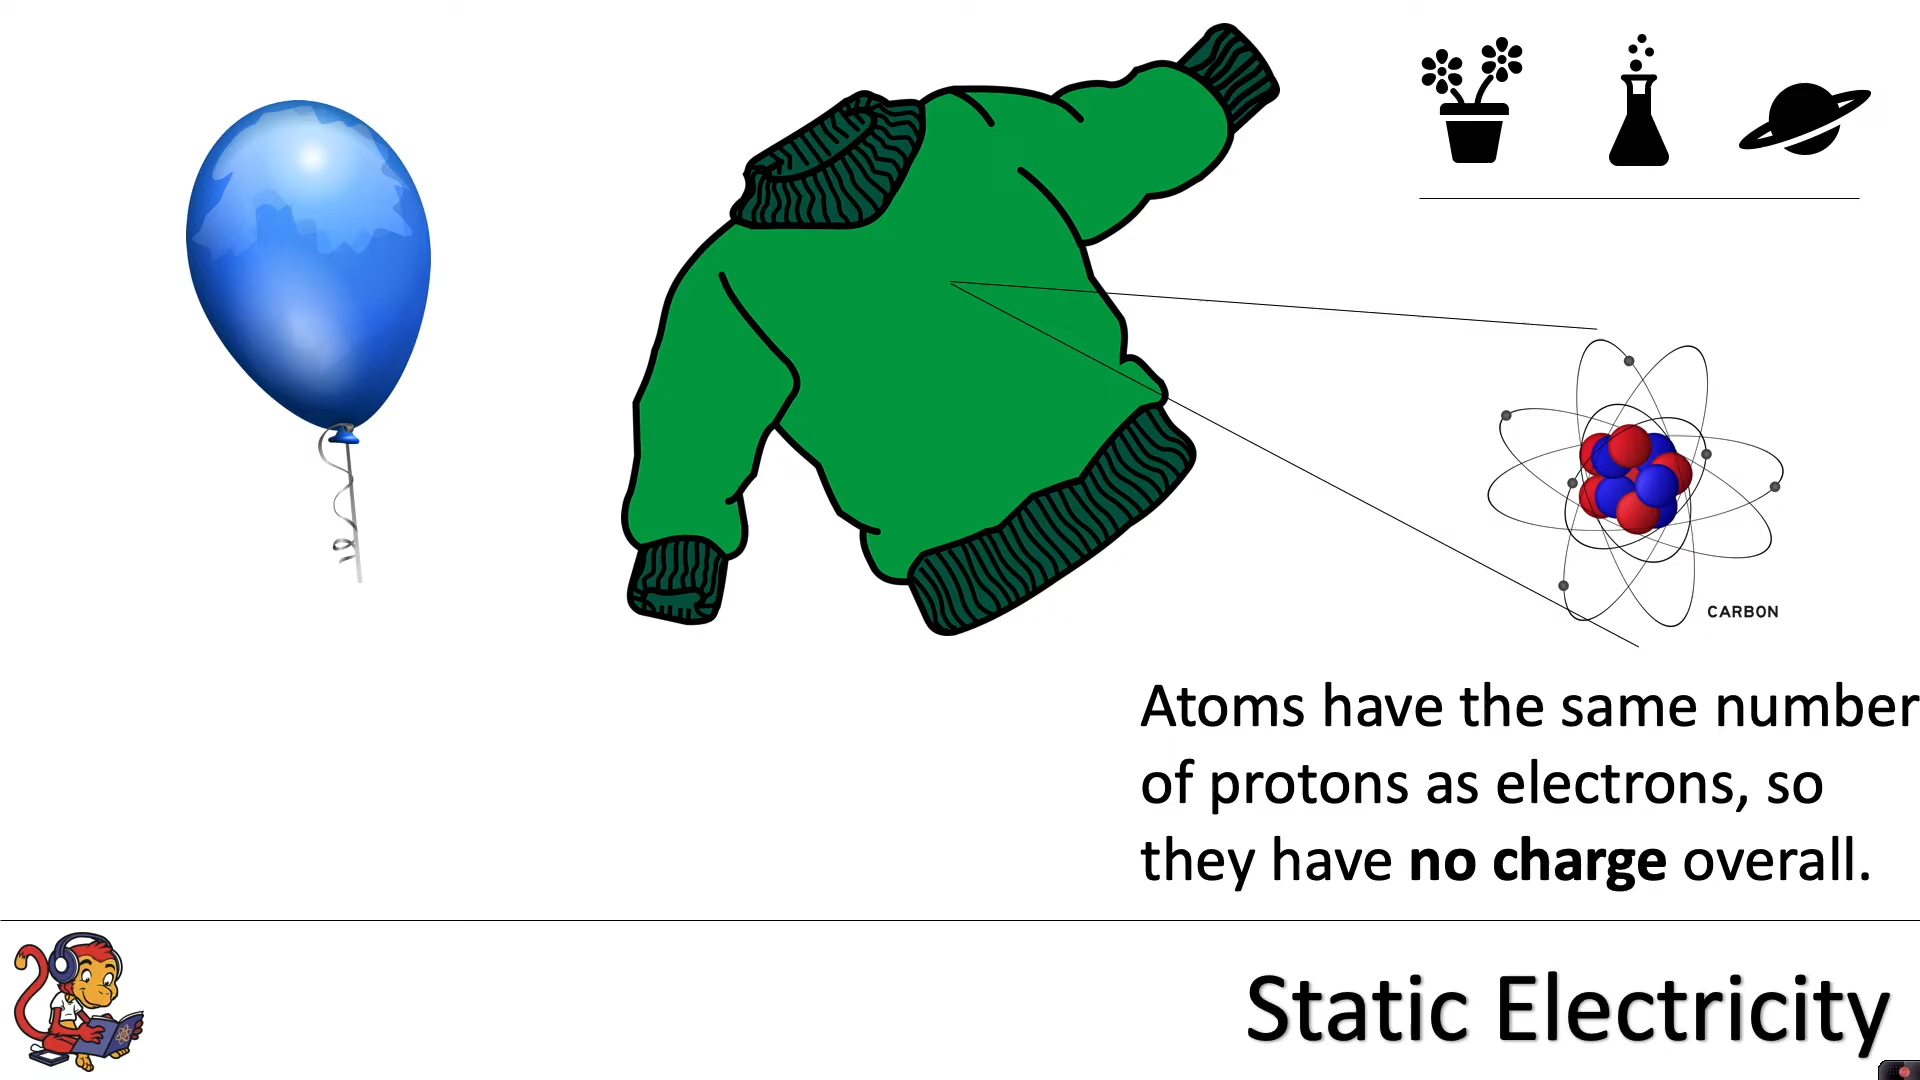 CARBON
Atoms have the same number
of protons as electrons, so
they have no charge overall.
Static Electricity